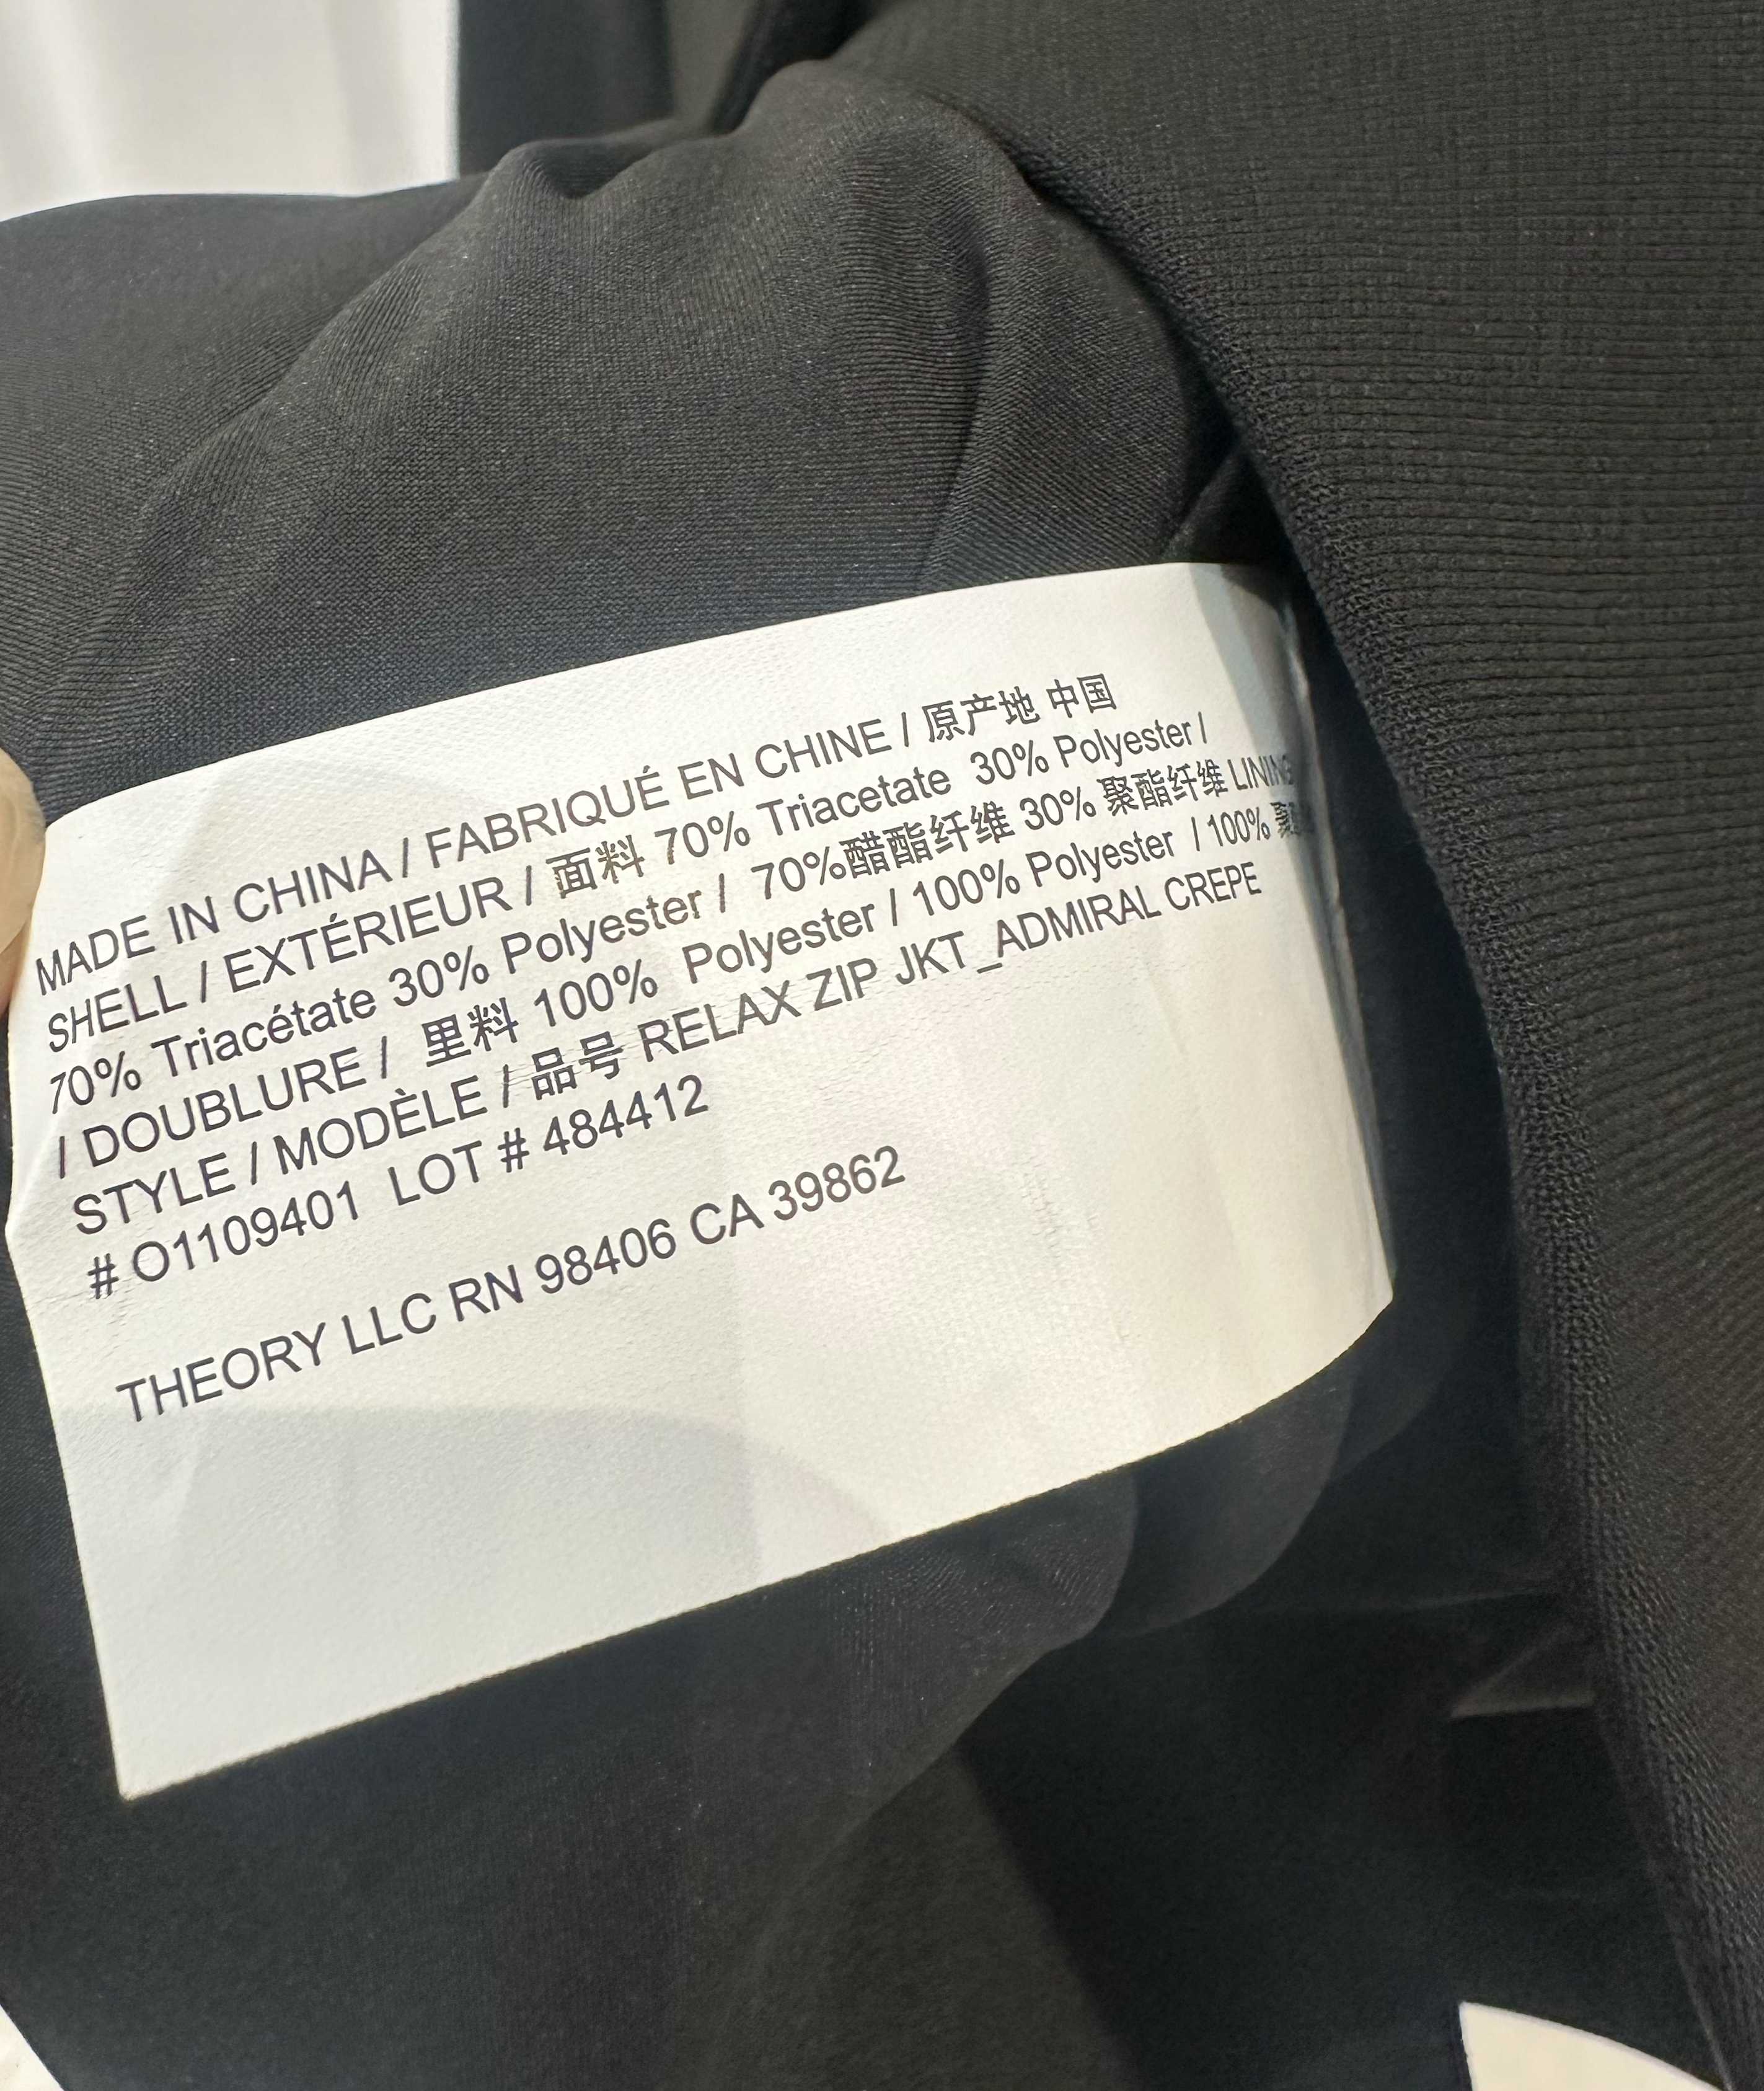 MADE IN CHINA / FABRIQUÉ EN CHINE / 原产地 中国
SHELL / EXTÉRIEUR / 面料 70% Triacetate 30% Polyester /
70% Triacétate 30% Polyester / 70%醋酯纤维 30% 聚酯纤维 LINING
/ DOUBLURE / 里料 100% Polyester / 100% Polyester / 100%
STYLE / MODÈLE / 品号 RELAX ZIP JKT_ADMIRAL CREPE
# O1109401 LOT # 484412
THEORY LLC RN 98406 CA 39862